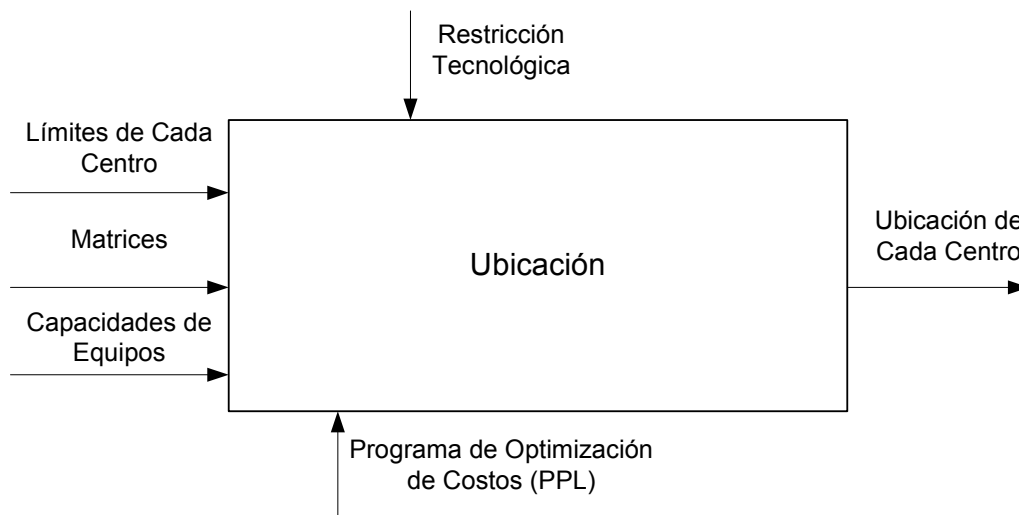 Restricción
Tecnológica
Límites de Cada
Centro
Matrices
Capacidades de
Equipos
Ubicación
Ubicación de
Cada Centro
Programa de Optimización
de Costos (PPL)